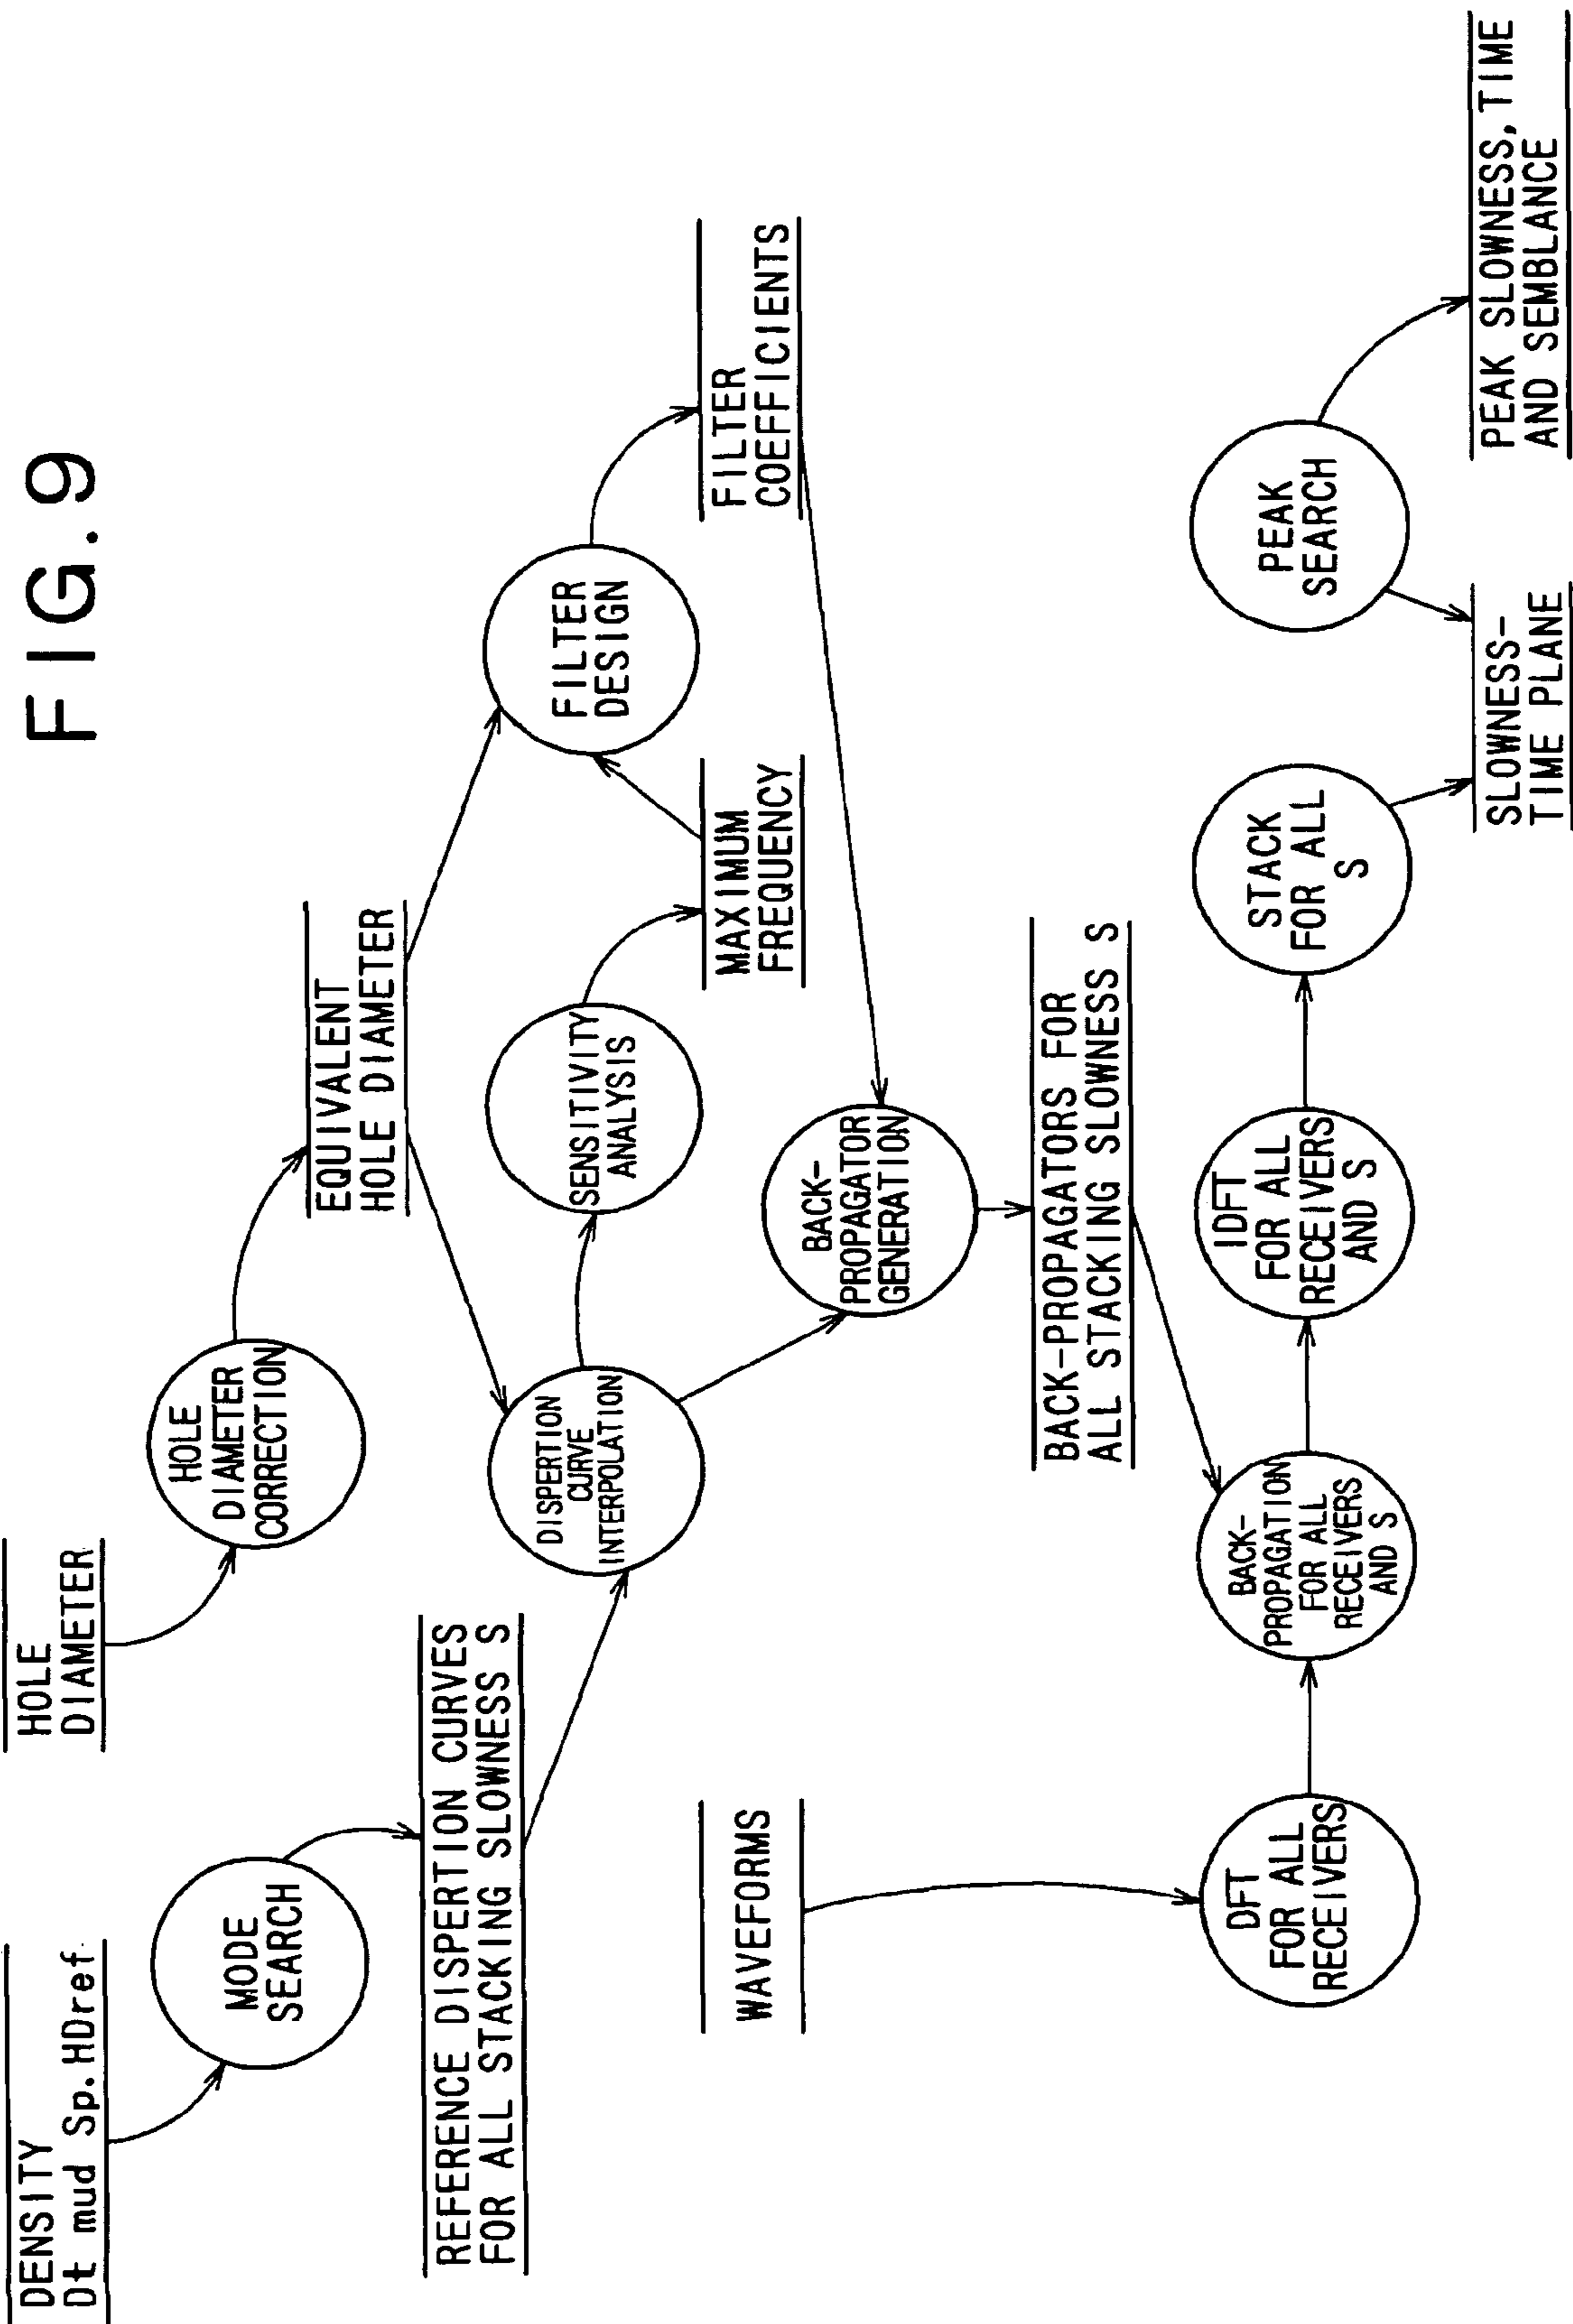 FIG.9
DENSITY
Dt mud Sp.HDref
HOLE
DIAMETER
MODE
SEARCH
HOLE
DIAMETER
CORRECTION
EQUIVALENT
HOLE DIAMETER
REFERENCE DISPERTION CURVES
FOR ALL STACKING SLOWNESS S
DISPERTION
CURVE
INTERPOLATION
SENSITIVITY
ANALYSIS
FILTER
DESIGN
WAVEFORMS
MAXIMUM
FREQUENCY
FILTER
COEFFICIENTS
BACK-
PROPAGATOR
GENERATION
BACK-PROPAGATORS FOR
ALL STACKING SLOWNESS S
DFT
FOR ALL
RECEIVERS
BACK-
PROPAGATION
FOR ALL
RECEIVERS
AND S
IDFT
FOR ALL
RECEIVERS
AND S
STACK
FOR ALL
S
PEAK
SEARCH
SLOWNESS-
TIME PLANE
PEAK SLOWNESS,TIME
AND SEMBLANCE